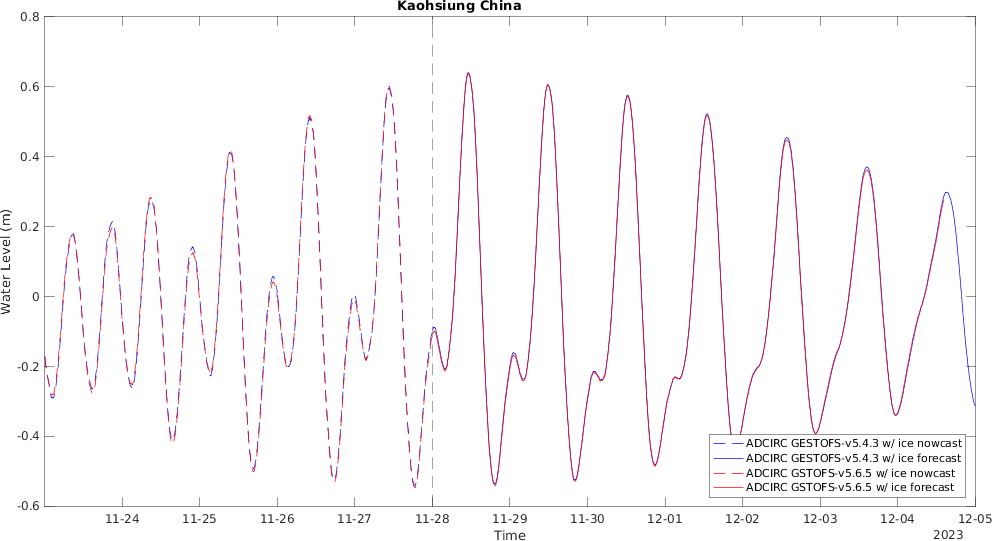 Kaohsiung China
0.8
0.6
0.4
0.2
0
-0.2
-0.4
-0.6
Water Level (m)
ADCIRC GESTOFS-v5.4.3 w/ ice nowcast
ADCIRC GESTOFS-v5.4.3 w/ ice forecast
ADCIRC GSTOFS-v5.6.5 w/ ice nowcast
ADCIRC GSTOFS-v5.6.5 w/ ice forecast
11-24 11-25 11-26 11-27 11-28 11-29 11-30 12-01 12-02 12-03 12-04 12-05
Time
2023